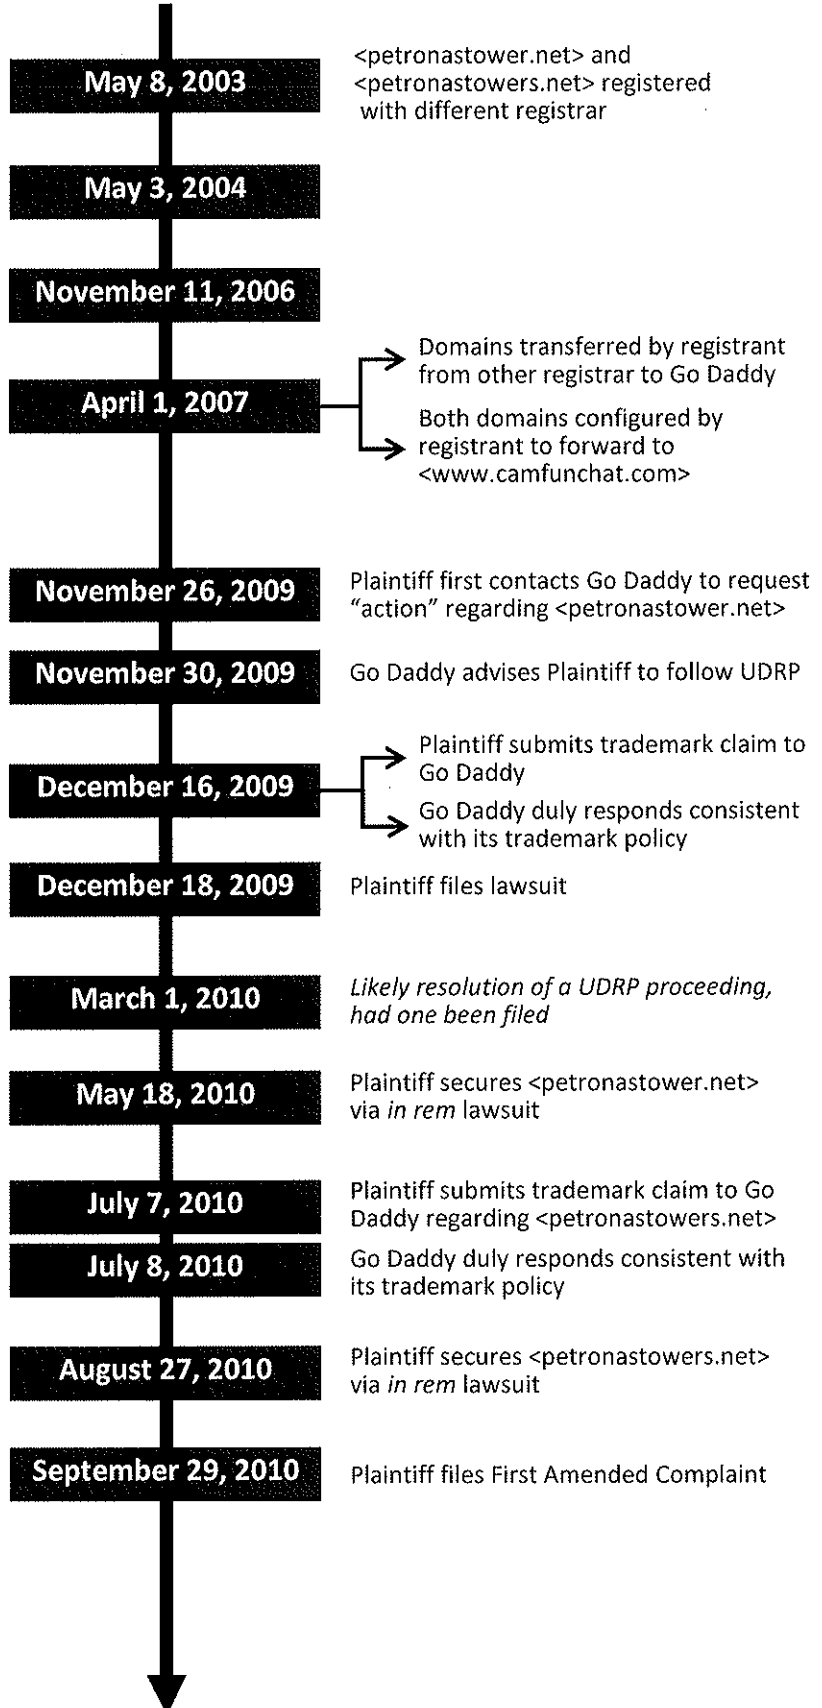 May 8, 2003
<petronastower.net> and
<petronastowers.net> registered
with different registrar
May 3, 2004
November 11, 2006
April 1, 2007
Domains transferred by registrant
from other registrar to Go Daddy
Both domains configured by
registrant to forward to
<www.camfunchat.com>
November 26, 2009
Plaintiff first contacts Go Daddy to request
“action” regarding <petronastower.net>
November 30, 2009
Go Daddy advises Plaintiff to follow UDRP
December 16, 2009
Plaintiff submits trademark claim to
Go Daddy
Go Daddy duly responds consistent
with its trademark policy
December 18, 2009
Plaintiff files lawsuit
March 1, 2010
Likely resolution of a UDRP proceeding,
had one been filed
May 18, 2010
Plaintiff secures <petronastower.net>
via in rem lawsuit
July 7, 2010
Plaintiff submits trademark claim to Go
Daddy regarding <petronastowers.net>
July 8, 2010
Go Daddy duly responds consistent with
its trademark policy
August 27, 2010
Plaintiff secures <petronastowers.net>
via in rem lawsuit
September 29, 2010
Plaintiff files First Amended Complaint